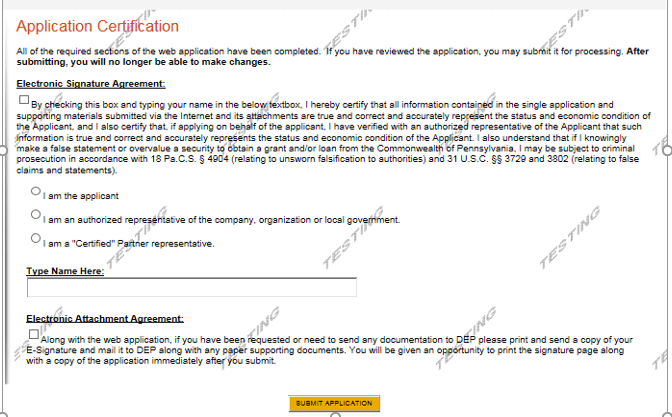 Application Certification
All of the required sections of the web application have been completed. If you have reviewed the application, you may submit it for processing. After
submitting, you will no longer be able to make changes.
Electronic Signature Agreement:
By checking this box and typing your name in the below textbox, I hereby certify that all information contained in the single application and
supporting materials submitted via the Internet and its attachments are true and correct and accurately represent the status and economic condition of
the Applicant, and I also certify that, if applying on behalf of the applicant, I have verified with an authorized representative of the Applicant that such
information is true and correct and accurately represents the status and economic condition of the Applicant. I also understand that if I knowingly
make a false statement or overvalue a security to obtain a grant and/or loan from the Commonwealth of Pennsylvania, I may be subject to criminal
prosecution in accordance with 18 Pa.C.S. § 4904 (relating to unsworn falsification to authorities) and 31 U.S.C. §§ 3729 and 3802 (relating to false
claims and statements).
I am the applicant
I am an authorized representative of the company, organization or local government.
I am a "Certified" Partner representative.
Type Name Here:
Electronic Attachment Agreement:
Along with the web application, if you have been requested or need to send any documentation to DEP please print and send a copy of your
E-Signature and mail it to DEP along with any paper supporting documents. You will be given an opportunity to print the signature page along
with a copy of the application immediately after you submit.
SUBMIT APPLICATION
TESTING
TESTING
TESTING
TESTING
TESTING
TESTING
TESTING
TESTING
TESTING